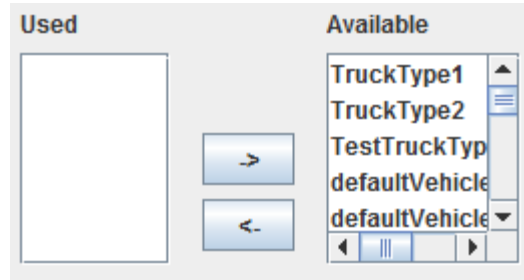 Used
Available
TruckType1
TruckType2
TestTruckTyp
defaultVehicle
defaultVehicle
->
<-